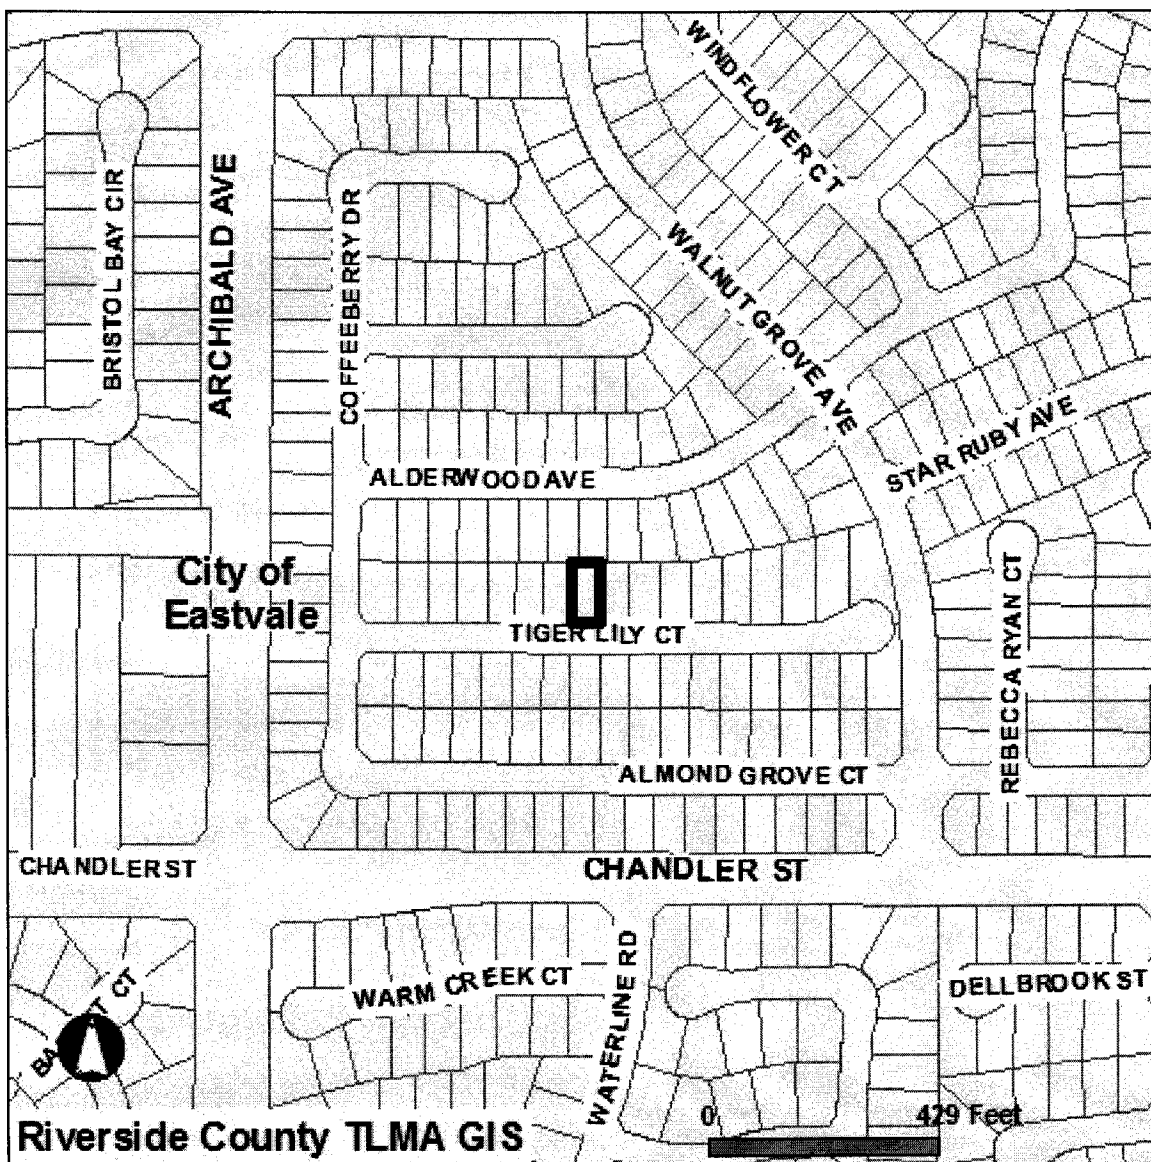 WINDFLOWER CT
BRISTOL BAY CIR
ARCHIBALD AVE
COFFEEBERRY DR
WALNUT GROVE AVE
ALDERWOOD AVE
STAR RUBY AVE
City of
Eastvale
TIGER LILY CT
REBECCA RYAN CT
ALMOND GROVE CT
CHANDLER ST
CHANDLER ST
WARM CREEK CT
WATERLINE RD
DELLBROOK ST
CT
0 429 Feet
Riverside County TLMA GIS